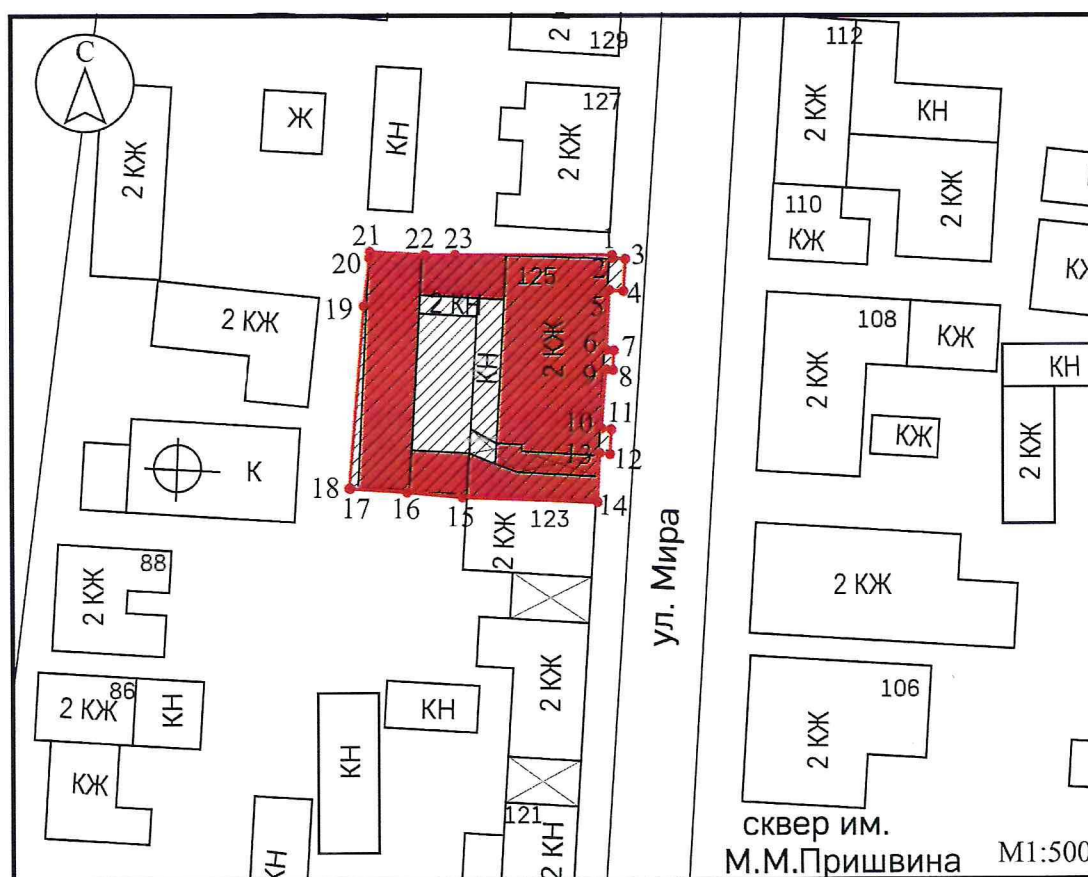 С
2
129
112
127
Ж
КН
2 КЖ
2 КЖ
2 КЖ
КН
2 КЖ
110
КЖ
21
22
23
1
3
20
2
125
4
2 КН
5
19
2 КЖ
КН
2 КЖ
6
7
9
8
108
КЖ
2 КЖ
КН
10
11
13
12
КЖ
2 КЖ
К
18
17
16
15
123
14
2 КЖ
ул. Мира
88
2 КЖ
2 КЖ
86
2 КЖ
КН
КН
2 КЖ
106
2 КЖ
КЖ
КН
121
2 КН
КН
сквер им.
М.М.Пришвина
М1:500